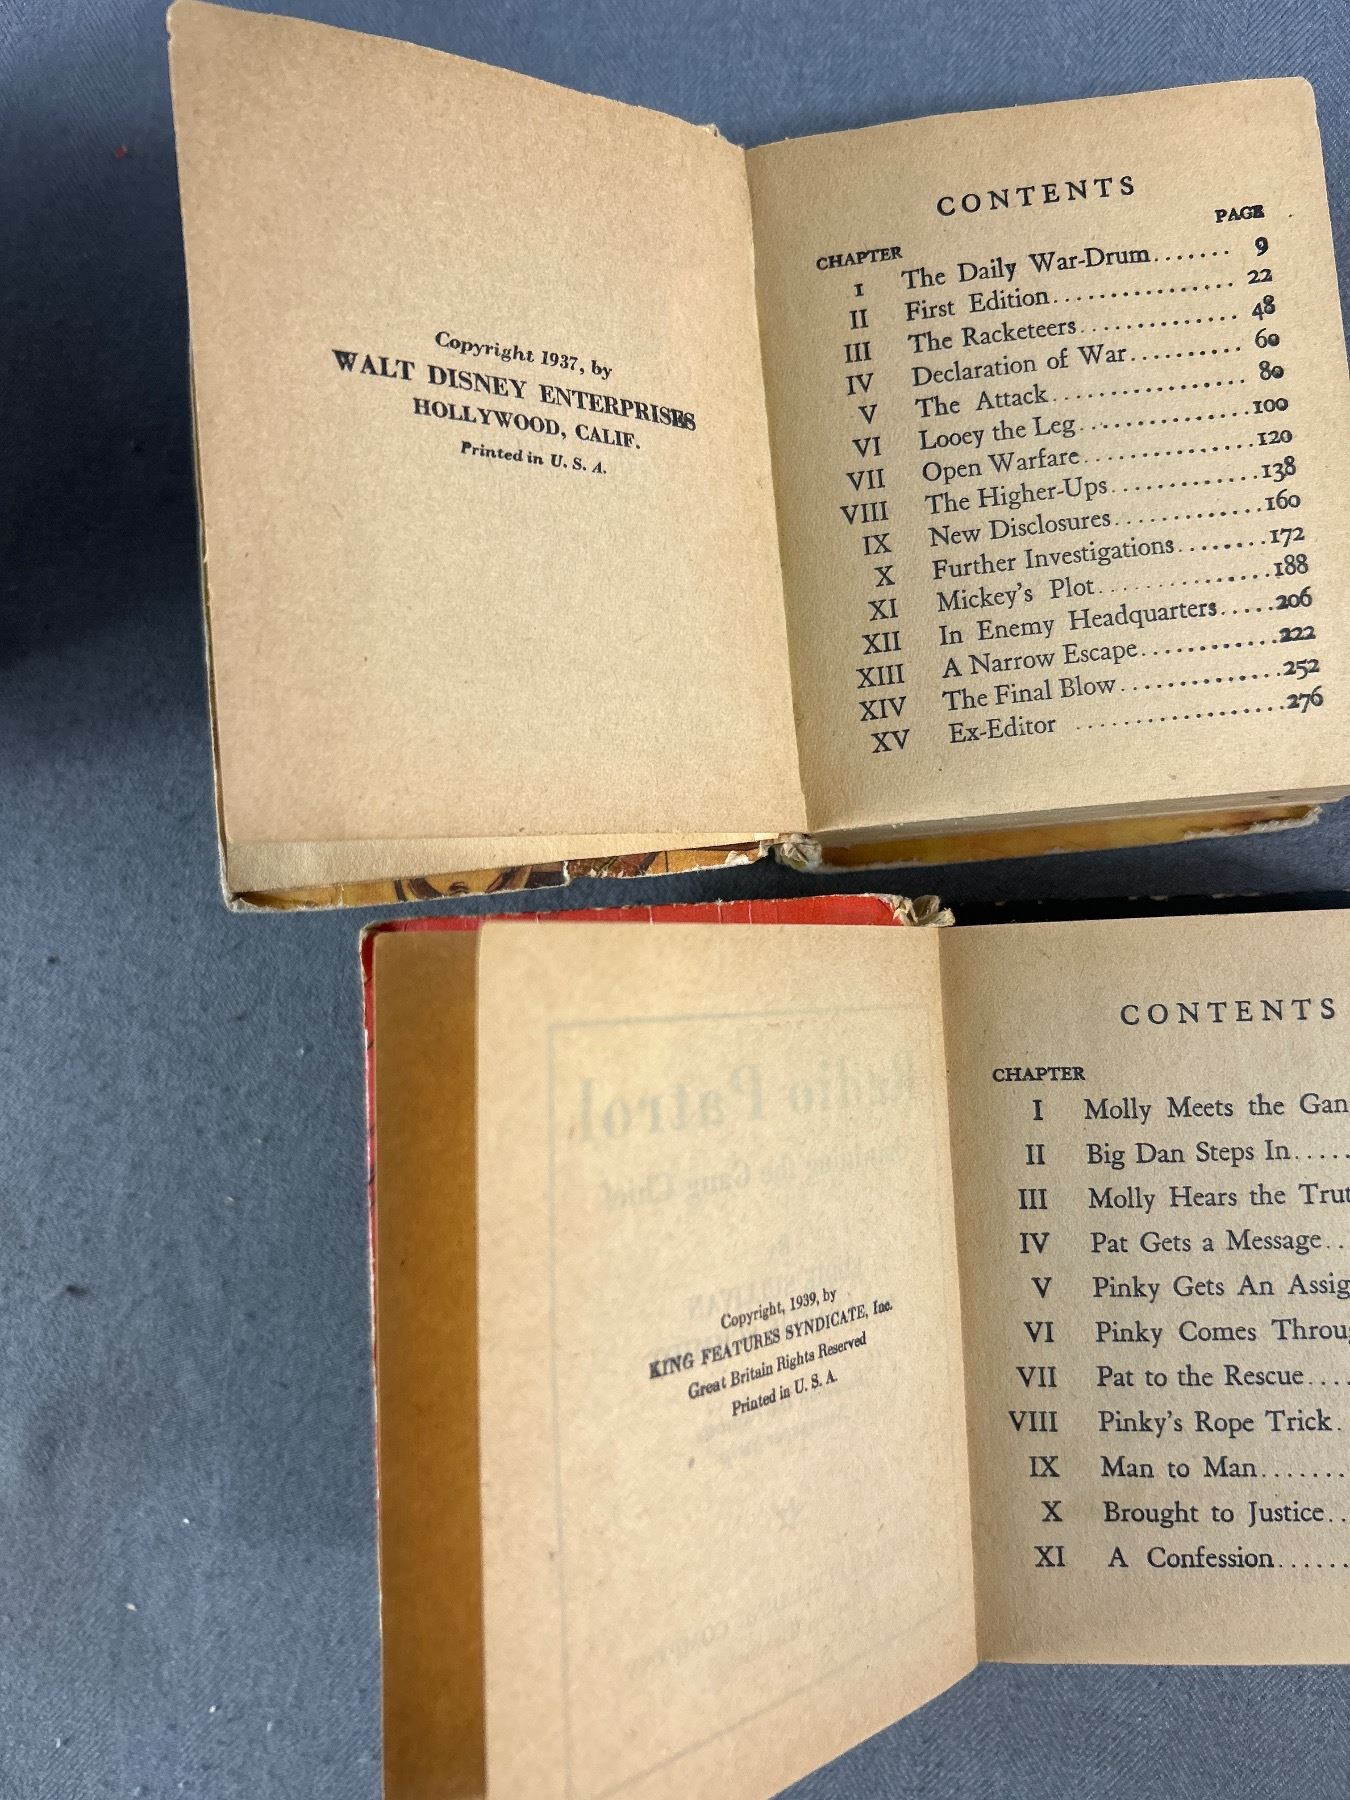 Copyright 1937, by
WALT DISNEY ENTERPRISES
HOLLYWOOD, CALIF.
Printed in U. S. A.
CONTENTS
CHAPTER PAGE
I The Daily War-Drum....... 9
II First Edition................ 22
III The Racketeers.............. 48
IV Declaration of War.......... 60
V The Attack................. 80
VI Looey the Leg...............100
VII Open Warfare...............120
VIII The Higher-Ups.............138
IX New Disclosures.............160
X Further Investigations........172
XI Mickey's Plot...............188
XII In Enemy Headquarters.....206
XIII A Narrow Escape............222
XIV The Final Blow..............252
XV Ex-Editor ..................276
Radio Patrol
the Gang Chief
Copyright, 1939, by
KING FEATURES SYNDICATE, Inc.
Great Britain Rights Reserved
Printed in U. S. A.
CONTENTS
CHAPTER
I Molly Meets the Gan
II Big Dan Steps In.....
III Molly Hears the Trut
IV Pat Gets a Message..
V Pinky Gets An Assig
VI Pinky Comes Throu
VII Pat to the Rescue....
VIII Pinky's Rope Trick.
IX Man to Man.......
X Brought to Justice..
XI A Confession......